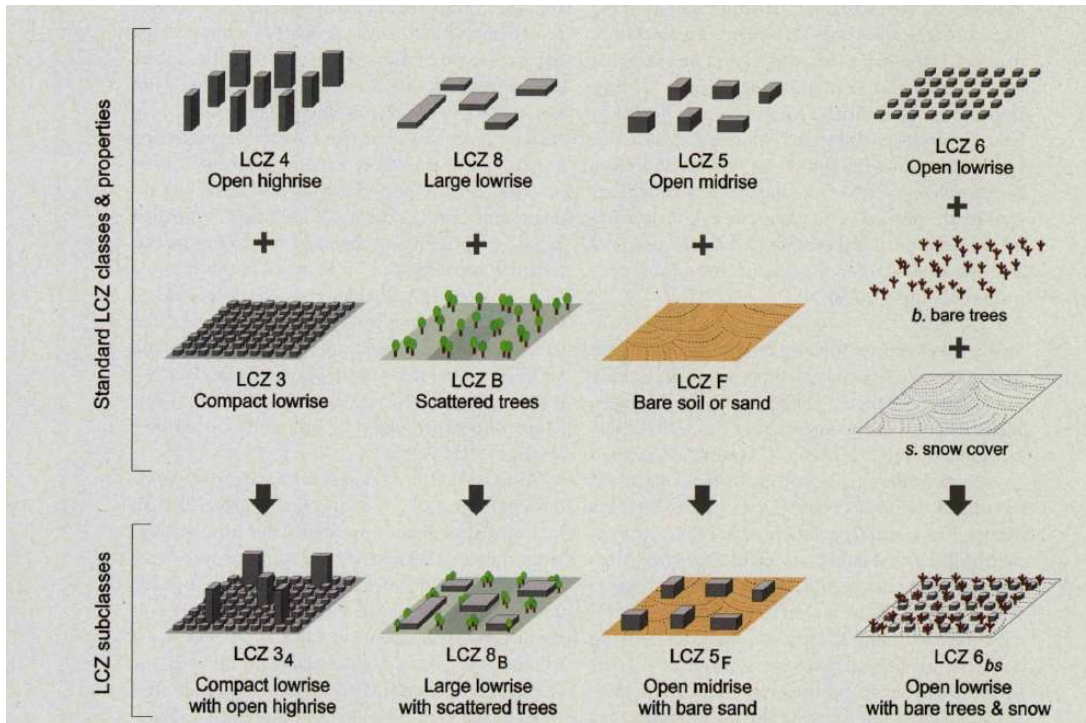 Standard LCZ classes & properties
LCZ 4
Open highrise
LCZ 8
Large lowrise
LCZ 5
Open midrise
LCZ 6
Open lowrise
+
+
+
+
b. bare trees
+
LCZ 3
Compact lowrise
LCZ B
Scattered trees
LCZ F
Bare soil or sand
s. snow cover
LCZ subclasses
LCZ 3₄
Compact lowrise
with open highrise
LCZ 8_B
Large lowrise
with scattered trees
LCZ 5_F
Open midrise
with bare sand
LCZ 6_bs
Open lowrise
with bare trees & snow